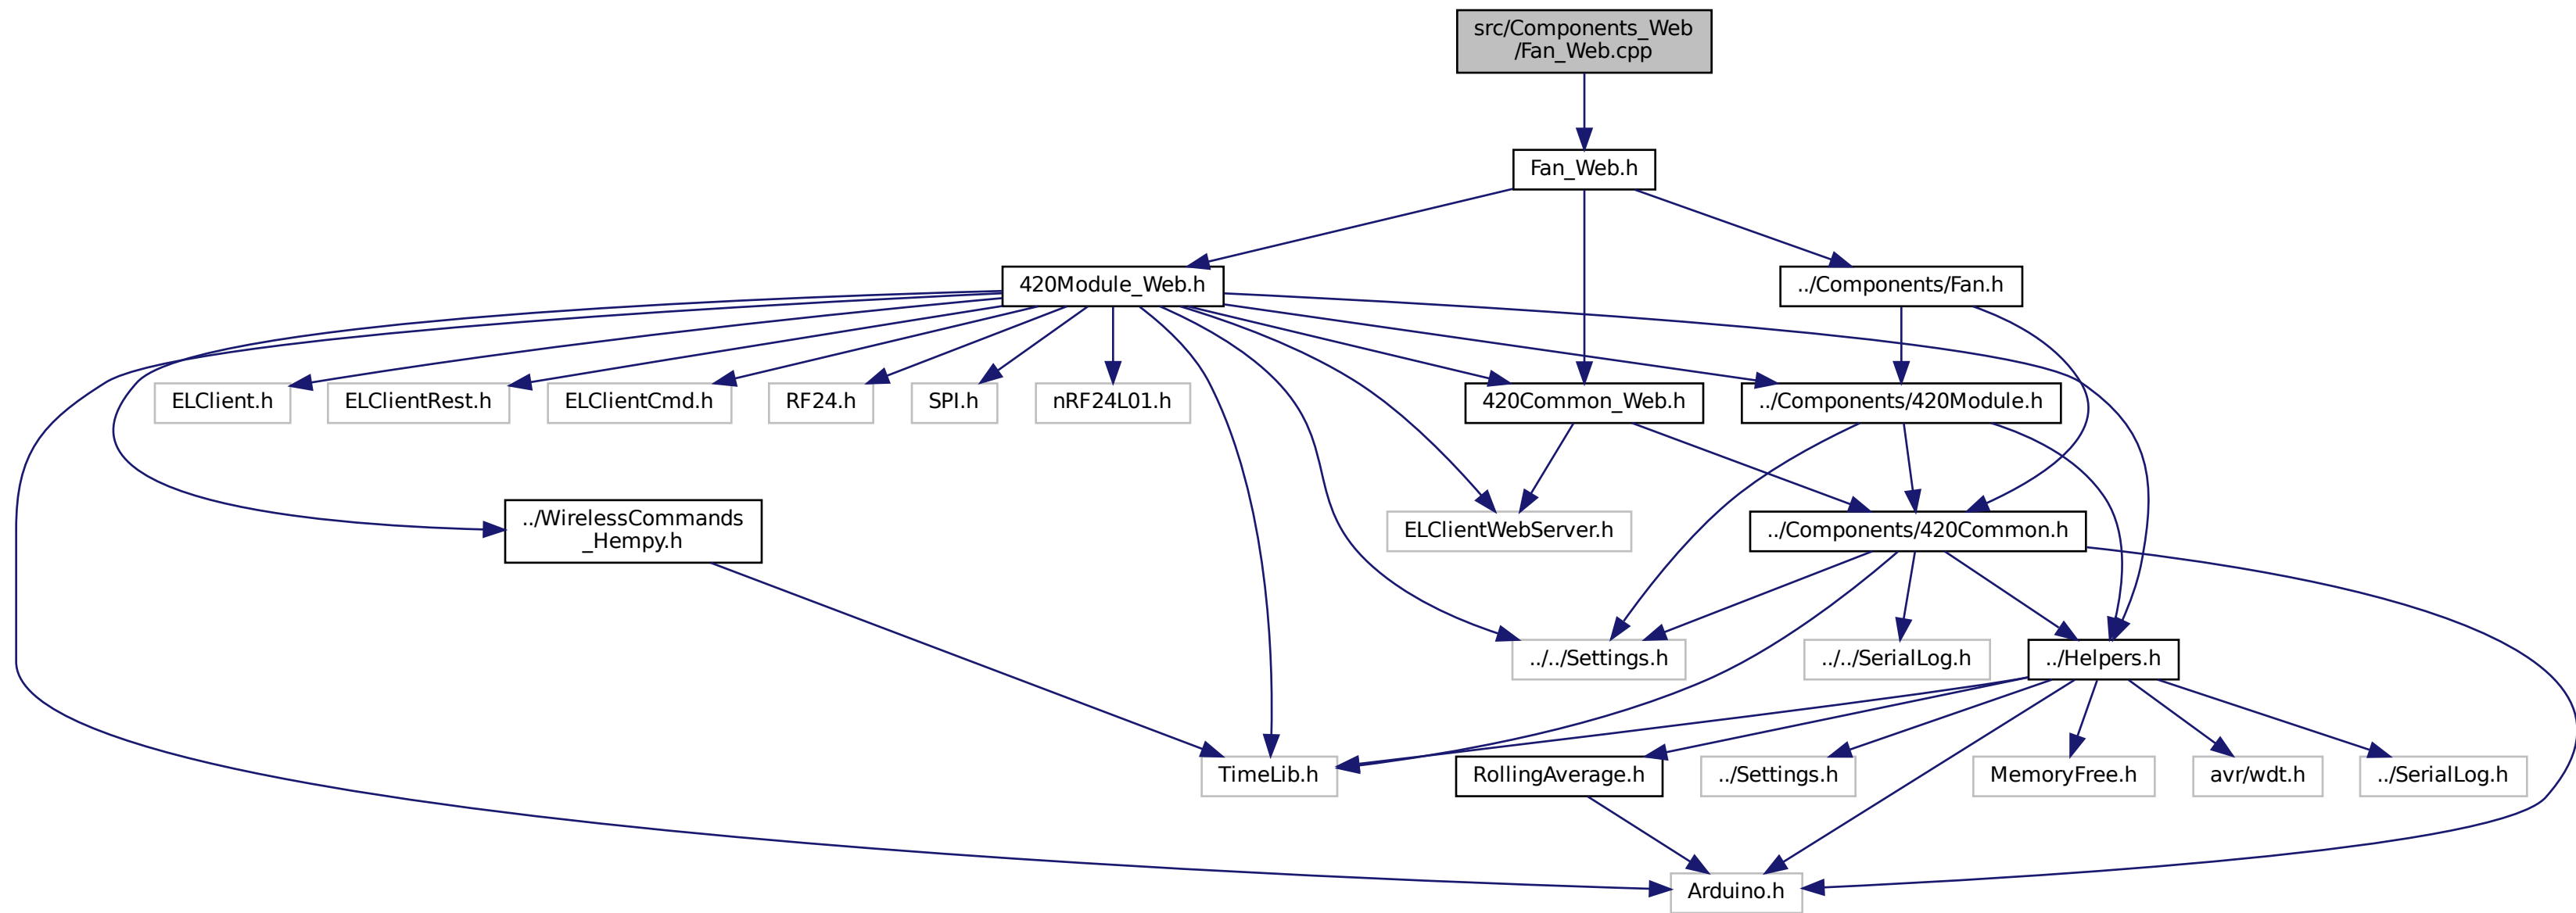 src/Components_Web
/Fan_Web.cpp
Fan_Web.h
420Module_Web.h
../Components/Fan.h
ELClient.h
ELClientRest.h
ELClientCmd.h
RF24.h
SPI.h
nRF24L01.h
420Common_Web.h
../Components/420Module.h
../WirelessCommands
_Hempy.h
ELClientWebServer.h
../Components/420Common.h
../../Settings.h
../../SerialLog.h
../Helpers.h
TimeLib.h
RollingAverage.h
../Settings.h
MemoryFree.h
avr/wdt.h
../SerialLog.h
Arduino.h